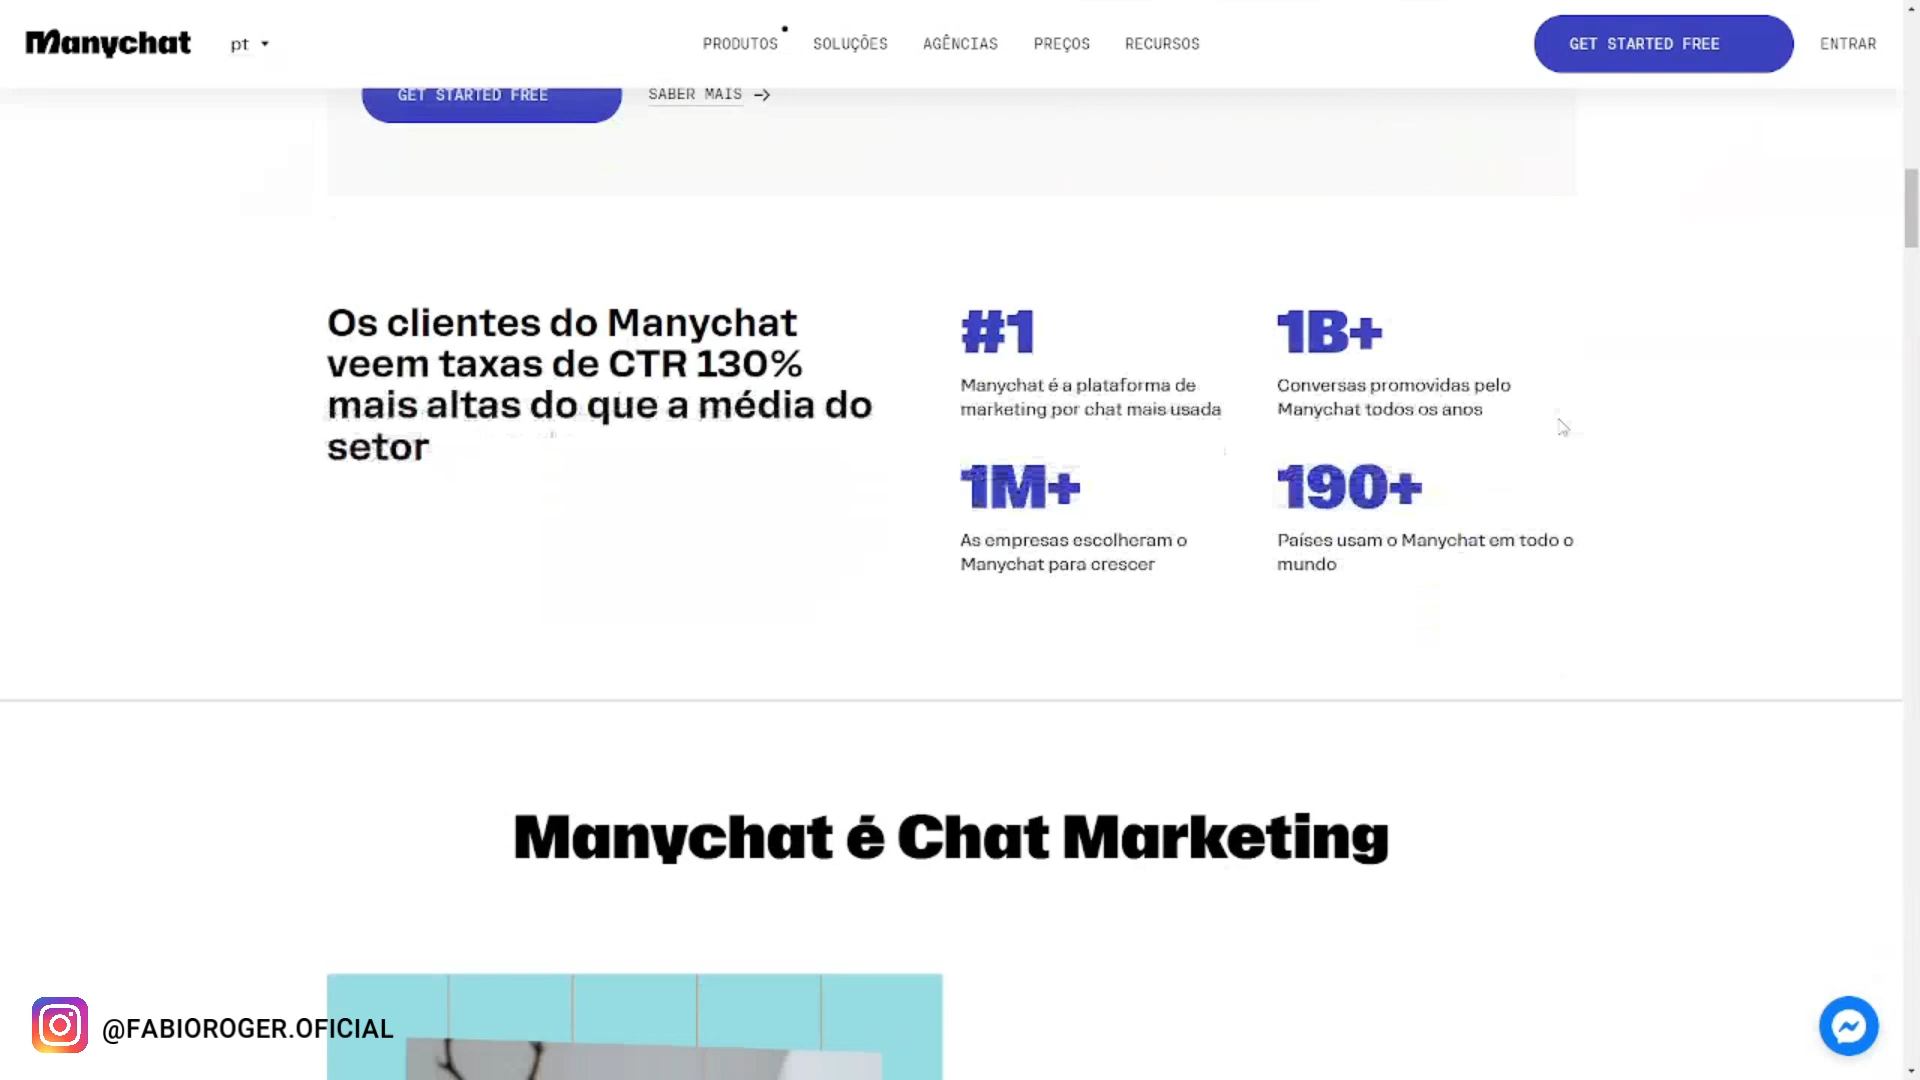 Manychat
pt
PRODUTOS
SOLUÇÕES
AGÊNCIAS
PREÇOS
RECURSOS
GET STARTED FREE
ENTRAR
GET STARTED FREE
SABER MAIS →
Os clientes do Manychat
veem taxas de CTR 130%
mais altas do que a média do
setor
#1
Manychat é a plataforma de
marketing por chat mais usada
1B+
Conversas promovidas pelo
Manychat todos os anos
1M+
As empresas escolheram o
Manychat para crescer
190+
Países usam o Manychat em todo o
mundo
Manychat é Chat Marketing
@FABIOROGER.OFICIAL